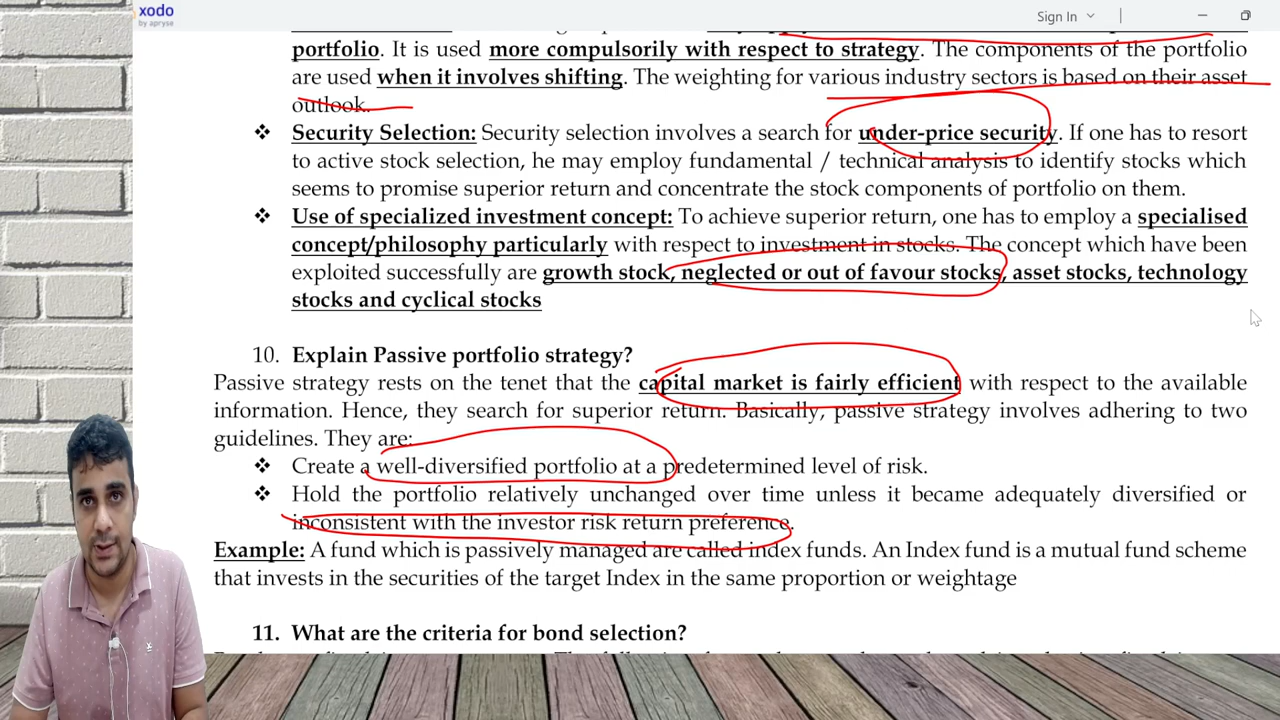 xodo
by apryse
Sign In
portfolio. It is used more compulsorily with respect to strategy. The components of the portfolio
are used when it involves shifting. The weighting for various industry sectors is based on their asset
outlook.
❖ Security Selection: Security selection involves a search for under-price security. If one has to resort
to active stock selection, he may employ fundamental / technical analysis to identify stocks which
seems to promise superior return and concentrate the stock components of portfolio on them.
❖ Use of specialized investment concept: To achieve superior return, one has to employ a specialised
concept/philosophy particularly with respect to investment in stocks. The concept which have been
exploited successfully are growth stock, neglected or out of favour stocks, asset stocks, technology
stocks and cyclical stocks
10. Explain Passive portfolio strategy?
Passive strategy rests on the tenet that the capital market is fairly efficient with respect to the available
information. Hence, they search for superior return. Basically, passive strategy involves adhering to two
guidelines. They are:
❖ Create a well-diversified portfolio at a predetermined level of risk.
❖ Hold the portfolio relatively unchanged over time unless it became adequately diversified or
inconsistent with the investor risk return preference.
Example: A fund which is passively managed are called index funds. An Index fund is a mutual fund scheme
that invests in the securities of the target Index in the same proportion or weightage
11. What are the criteria for bond selection?